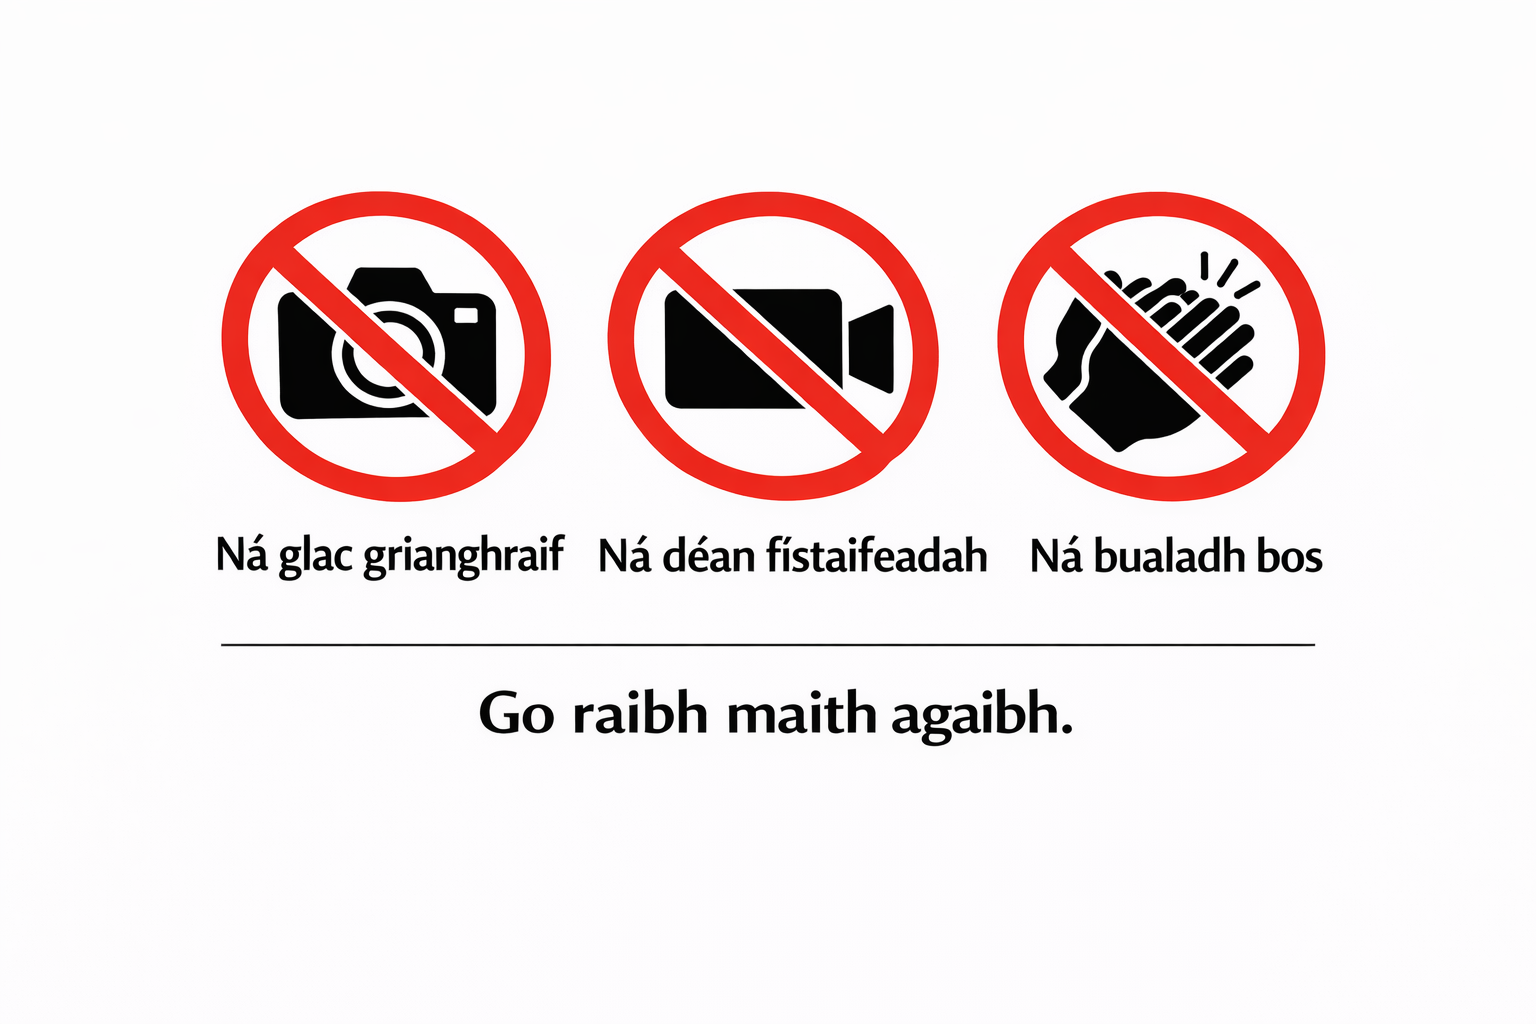 Ná glac grianghraif
Ná déan fístaifeadah
Ná bualadh bos
Go raibh maith agaibh.